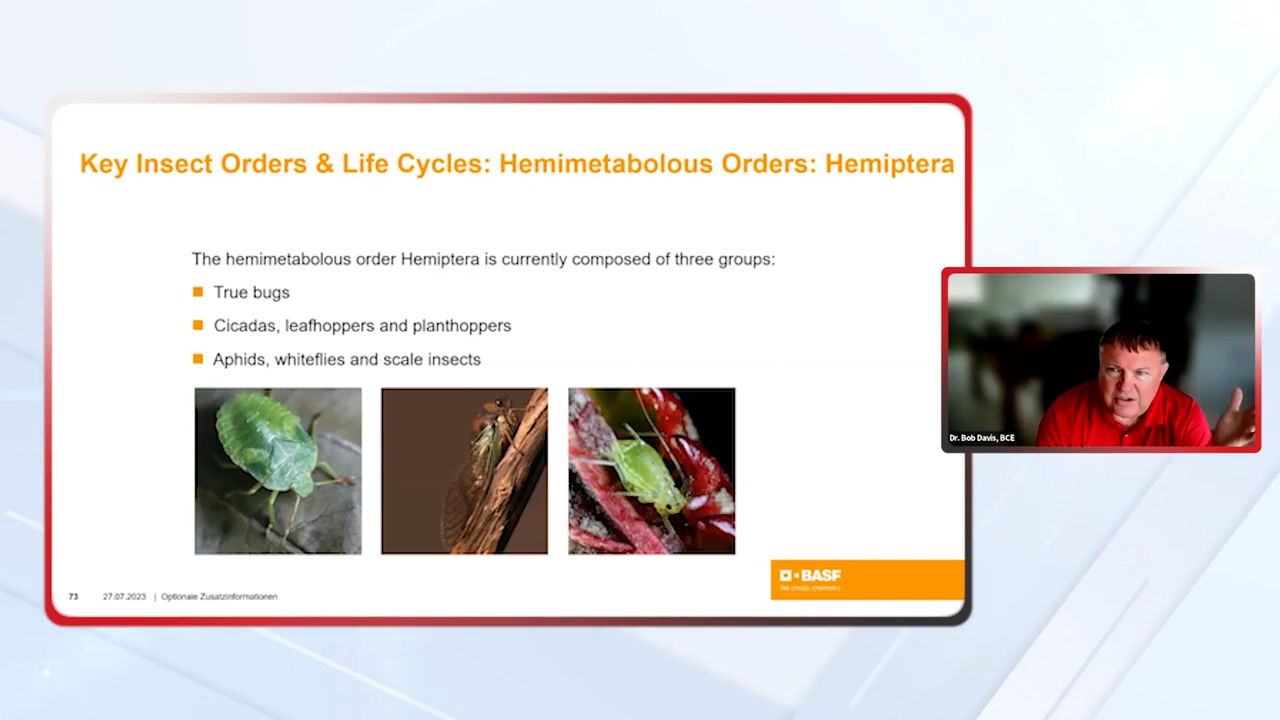 Key Insect Orders & Life Cycles: Hemimetabolous Orders: Hemiptera
The hemimetabolous order Hemiptera is currently composed of three groups:
True bugs
Cicadas, leafhoppers and planthoppers
Aphids, whiteflies and scale insects
BASF
We create chemistry
73 27.07.2023 | Optionale Zusatzinformationen
Dr. Bob Davis, BCE